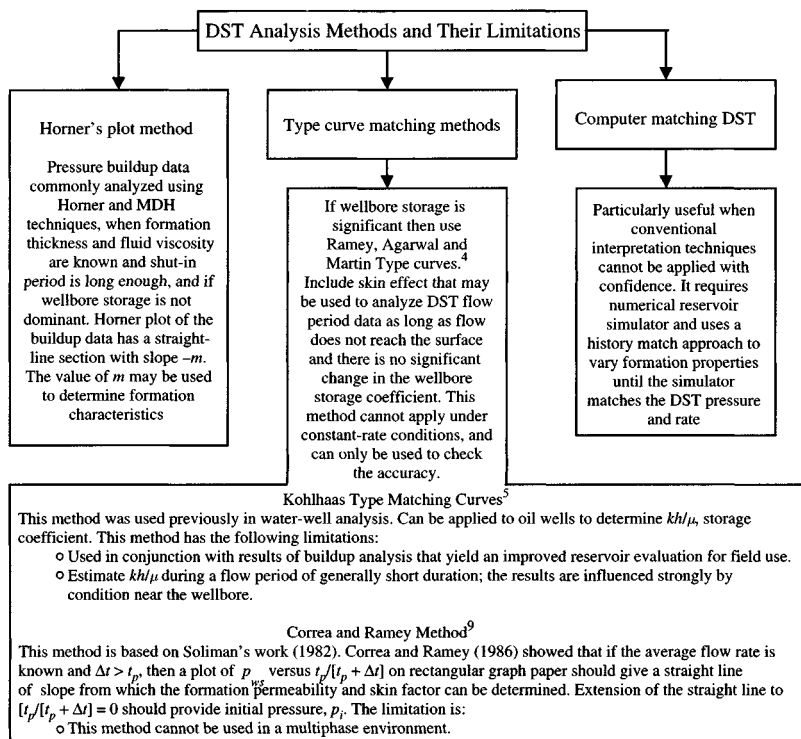 DST Analysis Methods and Their Limitations
Horner's plot method
Pressure buildup data
commonly analyzed using
Horner and MDH
techniques, when formation
thickness and fluid viscosity
are known and shut-in
period is long enough, and if
wellbore storage is not
dominant. Horner plot of the
buildup data has a straight-
line section with slope –m.
The value of m may be used
to determine formation
characteristics
Type curve matching methods
If wellbore storage is
significant then use
Ramey, Agarwal and
Martin Type curves.4
Include skin effect that may
be used to analyze DST flow
period data as long as flow
does not reach the surface
and there is no significant
change in the wellbore
storage coefficient. This
method cannot apply under
constant-rate conditions, and
can only be used to check
the accuracy.
Computer matching DST
Particularly useful when
conventional
interpretation techniques
cannot be applied with
confidence. It requires
numerical reservoir
simulator and uses a
history match approach to
vary formation properties
until the simulator
matches the DST pressure
and rate
Kohlhaas Type Matching Curves5
This method was used previously in water-well analysis. Can be applied to oil wells to determine kh/μ, storage
coefficient. This method has the following limitations:
o Used in conjunction with results of buildup analysis that yield an improved reservoir evaluation for field use.
o Estimate kh/μ during a flow period of generally short duration; the results are influenced strongly by
condition near the wellbore.
Correa and Ramey Method9
This method is based on Soliman's work (1982). Correa and Ramey (1986) showed that if the average flow rate is
known and Δt > tp, then a plot of pws versus tp/[tp + Δt] on rectangular graph paper should give a straight line
of slope from which the formation permeability and skin factor can be determined. Extension of the straight line to
[tp/[tp + Δt] = 0 should provide initial pressure, pi. The limitation is:
o This method cannot be used in a multiphase environment.